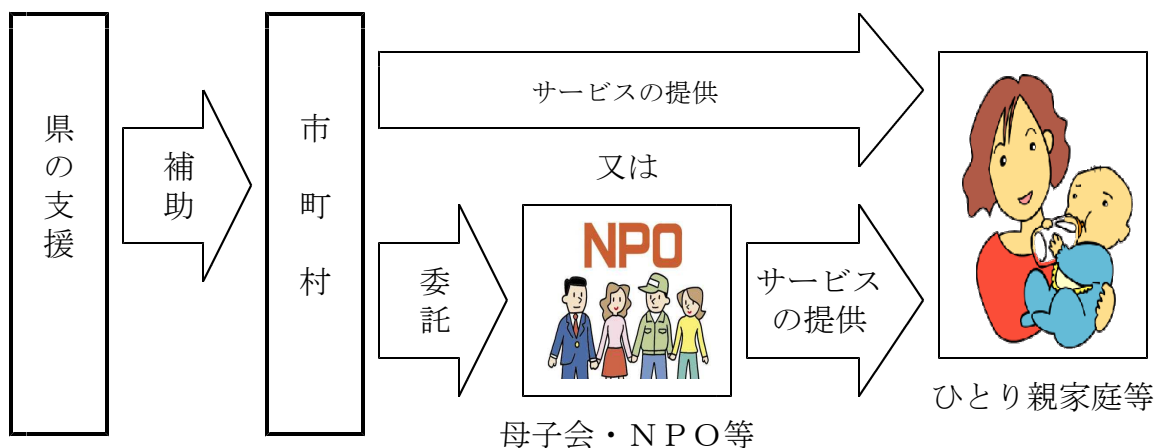 県の支援
補助
市町村
サービスの提供
又は
委託
NPO
母子会・ＮＰＯ等
サービス
の提供
ひとり親家庭等